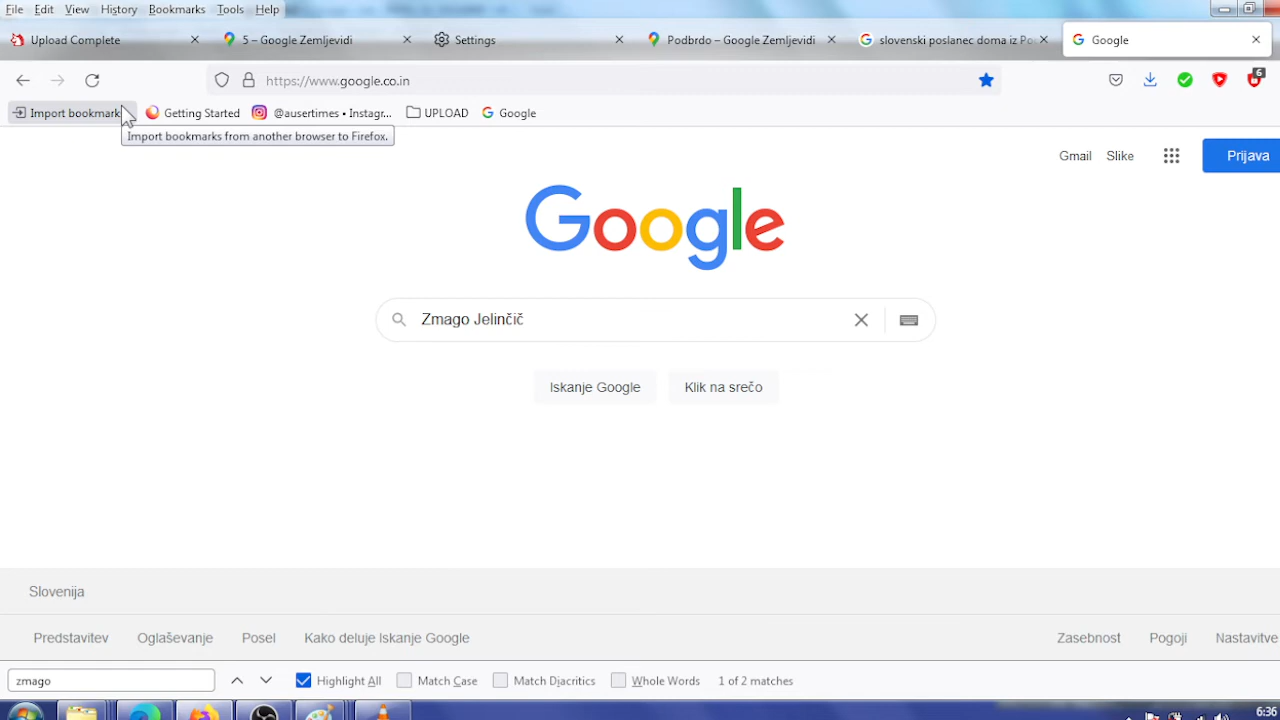 File Edit View History Bookmarks Tools Help
Upload Complete 5 – Google Zemljevidi Settings Podbrdo – Google Zemljevidi slovenski poslanec doma iz Po Google
https://www.google.co.in 6
Import bookmark Getting Started @ausertimes • Instagr... UPLOAD Google
Import bookmarks from another browser to Firefox.
Gmail Slike Prijava
Google
Zmago Jelinčič
Iskanje Google Klik na srečo
Slovenija
Predstavitev Oglaševanje Posel Kako deluje Iskanje Google Zasebnost Pogoji Nastavitve
zmago Highlight All Match Case Match Diacritics Whole Words 1 of 2 matches
6:36